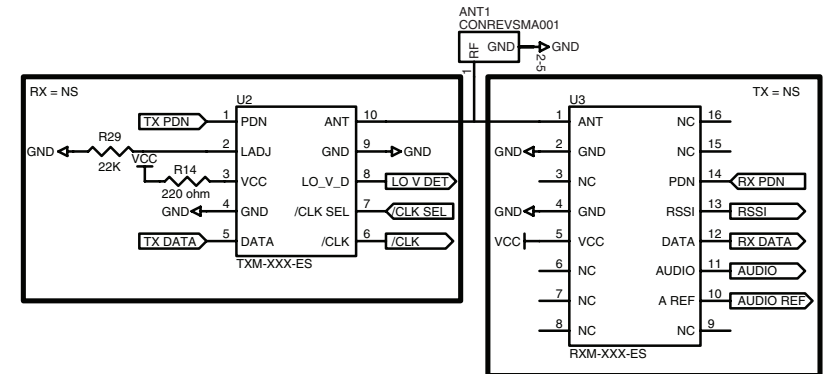 ANT1
CONREVSMA001
RF
GND
GND
1
2-5
RX = NS
U2
TX PDN
1
PDN
ANT
10
R29
GND
22K
2
LADJ
GND
9
GND
VCC
R14
220 ohm
3
VCC
LO_V_D
8
LO V DET
GND
4
GND
/CLK SEL
7
/CLK SEL
TX DATA
5
DATA
/CLK
6
/CLK
TXM-XXX-ES
TX = NS
U3
1
ANT
NC
16
GND
2
GND
NC
15
3
NC
PDN
14
RX PDN
GND
4
GND
RSSI
13
RSSI
VCC
5
VCC
DATA
12
RX DATA
6
NC
AUDIO
11
AUDIO
7
NC
A REF
10
AUDIO REF
8
NC
NC
9
RXM-XXX-ES